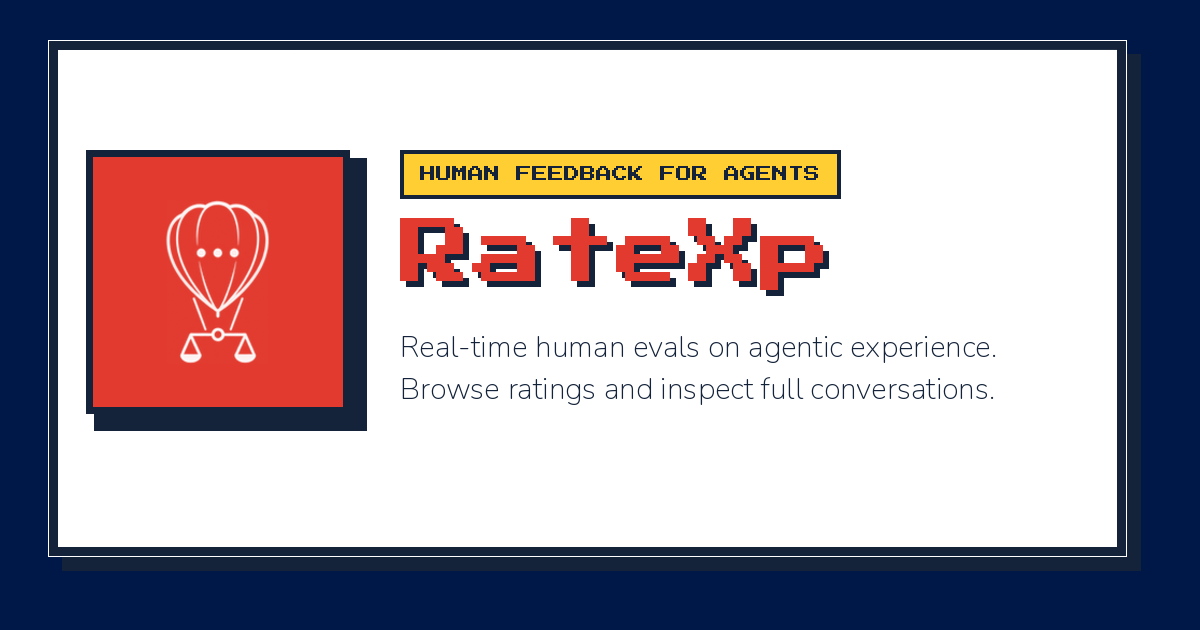 HUMAN FEEDBACK FOR AGENTS
RateXp
Real-time human evals on agentic experience.
Browse ratings and inspect full conversations.